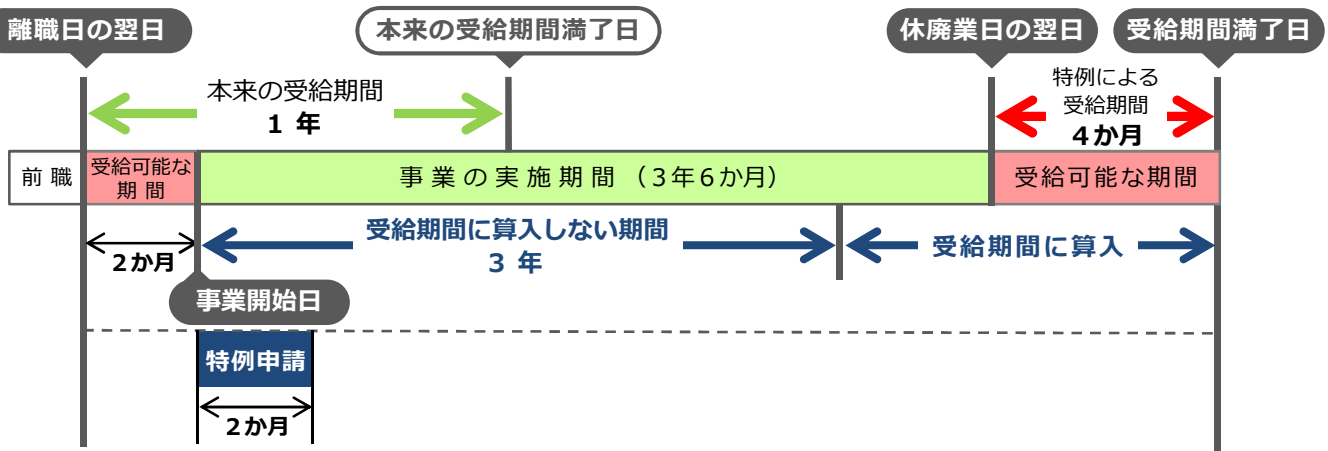 離職日の翌日
本来の受給期間満了日
休廃業日の翌日
受給期間満了日
本来の受給期間
1 年
特例による
受給期間
4か月
前職
受給可能な
期間
事業の実施期間（3年6か月）
受給可能な期間
2か月
受給期間に算入しない期間
3 年
受給期間に算入
事業開始日
特例申請
2か月